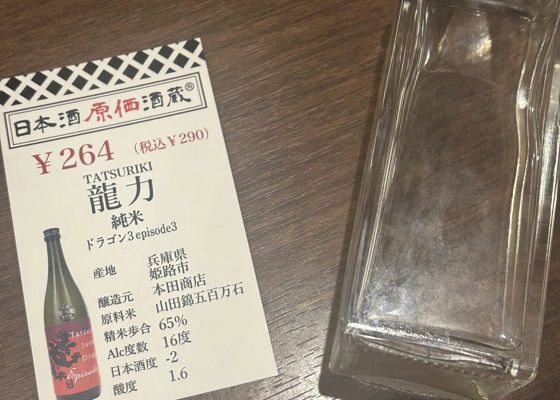 日本酒原価酒蔵®
¥264 (税込¥290)
TATSURIKI
龍力
純米
ドラゴン3 episode3
産地 兵庫県
姫路市
醸造元 本田商店
原料米 山田錦五百万石
精米歩合 65%
Alc度数 16度
日本酒度 -2
酸度 1.6
Episode